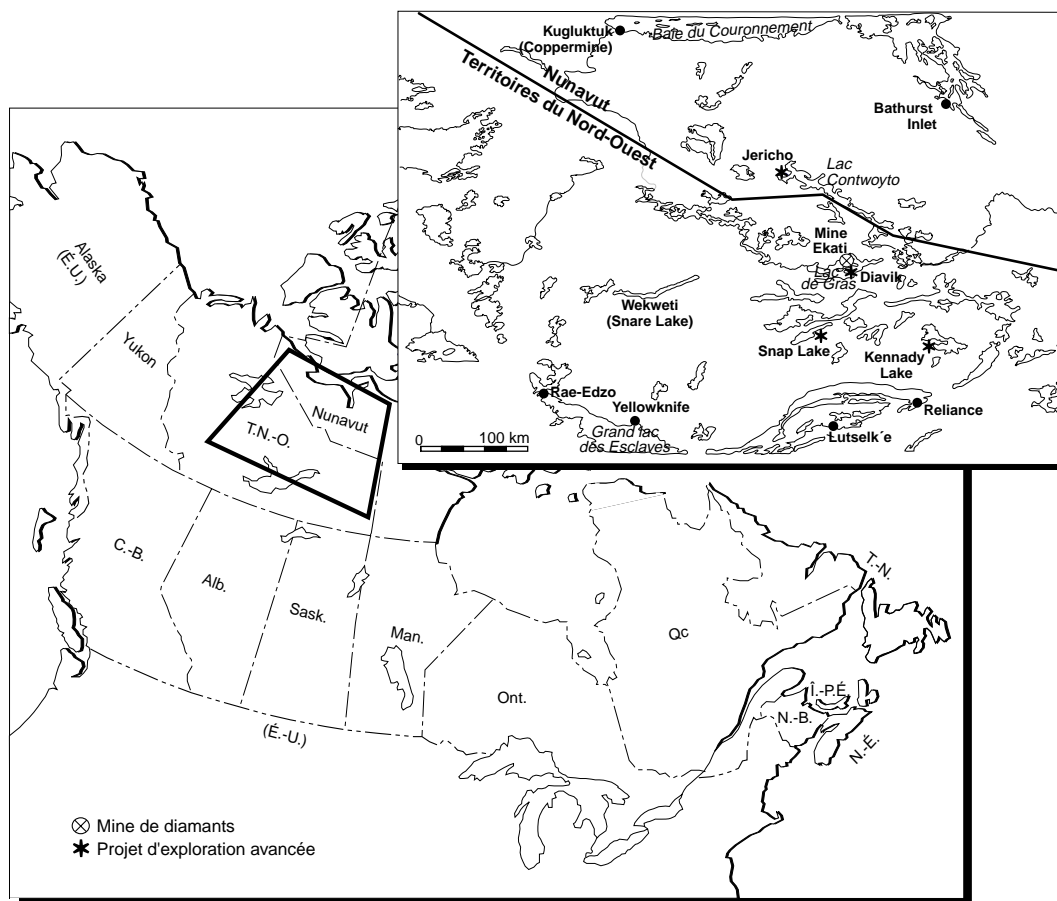 Kugluktuk
(Coppermine)
Baie du Couronnement
Nunavut
Territoires du Nord-Ouest
Bathurst
Inlet
Jericho
Lac
Contwoyto
Mine
Ekati
Diavik
Lac
de Gras
Wekweti
(Snare Lake)
Snap Lake
Kennady
Lake
Rae-Edzo
Yellowknife
Reliance
Lutselk´e
Grand lac
des Esclaves
0 100 km
Alaska
(É.U.)
Yukon
Nunavut
T.N.-O.
C.-B.
Alb.
Sask.
Man.
Ont.
Qc
T.-N.
Î.-P.É.
N.-B.
N.-É.
(É.-U.)
Mine de diamants
Projet d'exploration avancée